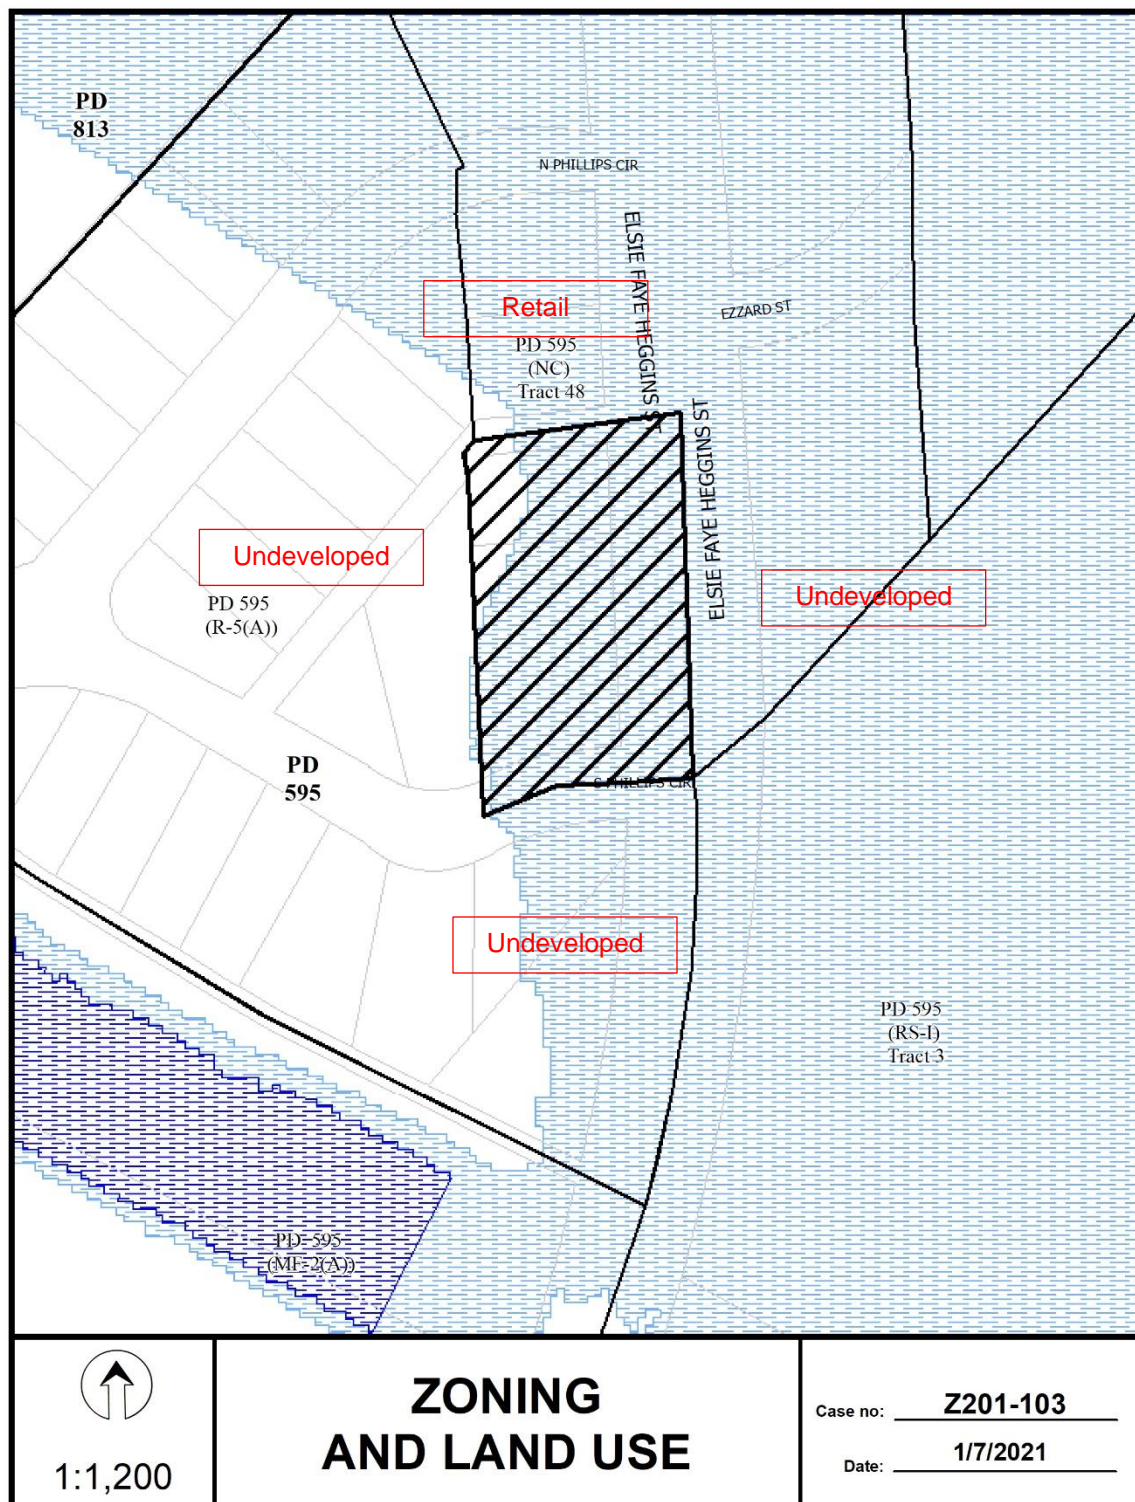 PD
813
N PHILLIPS CIR
ELSIE FAYE HEGGINS ST
Retail
EZZARD ST
PD 595
(NC)
Tract 48
ELSIE FAYE HEGGINS ST
Undeveloped
PD 595
(R-5(A))
Undeveloped
PD
595
S PHILLIPS CIR
Undeveloped
PD 595
(RS-I)
Tract 3
PD 595
(MF-2(A))
1:1,200
ZONING
AND LAND USE
Case no: Z201-103
Date: 1/7/2021